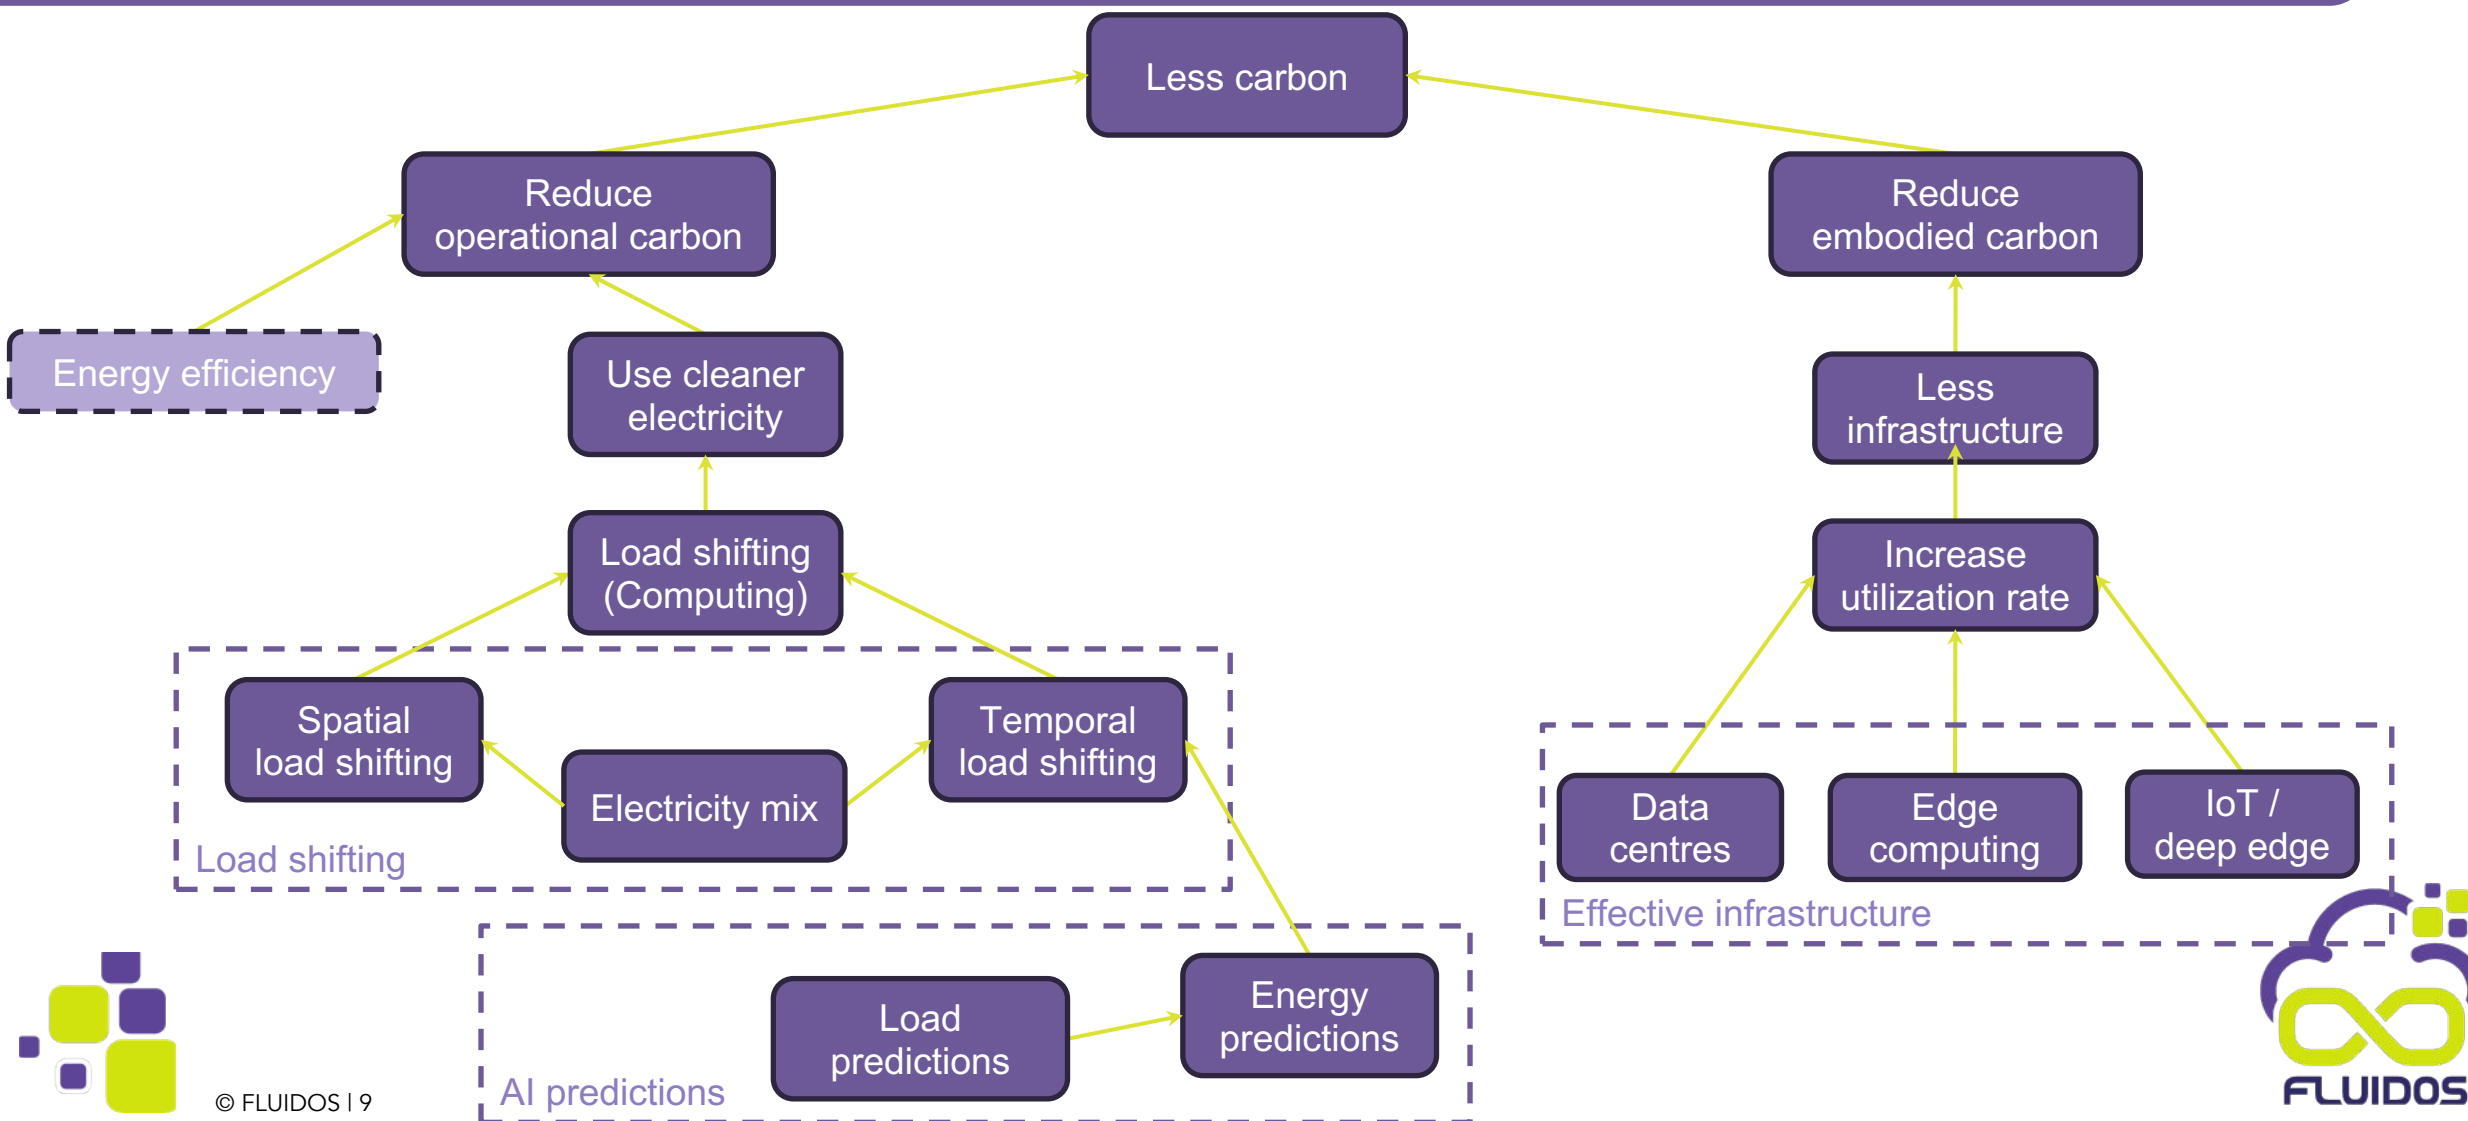 Less carbon
Reduce
operational carbon
Reduce
embodied carbon
Energy efficiency
Use cleaner
electricity
Less
infrastructure
Load shifting
(Computing)
Increase
utilization rate
Spatial
load shifting
Temporal
load shifting
Electricity mix
Load shifting
Data
centres
Edge
computing
IoT /
deep edge
Effective infrastructure
Load
predictions
Energy
predictions
AI predictions
© FLUIDOS | 9
FLUIDOS